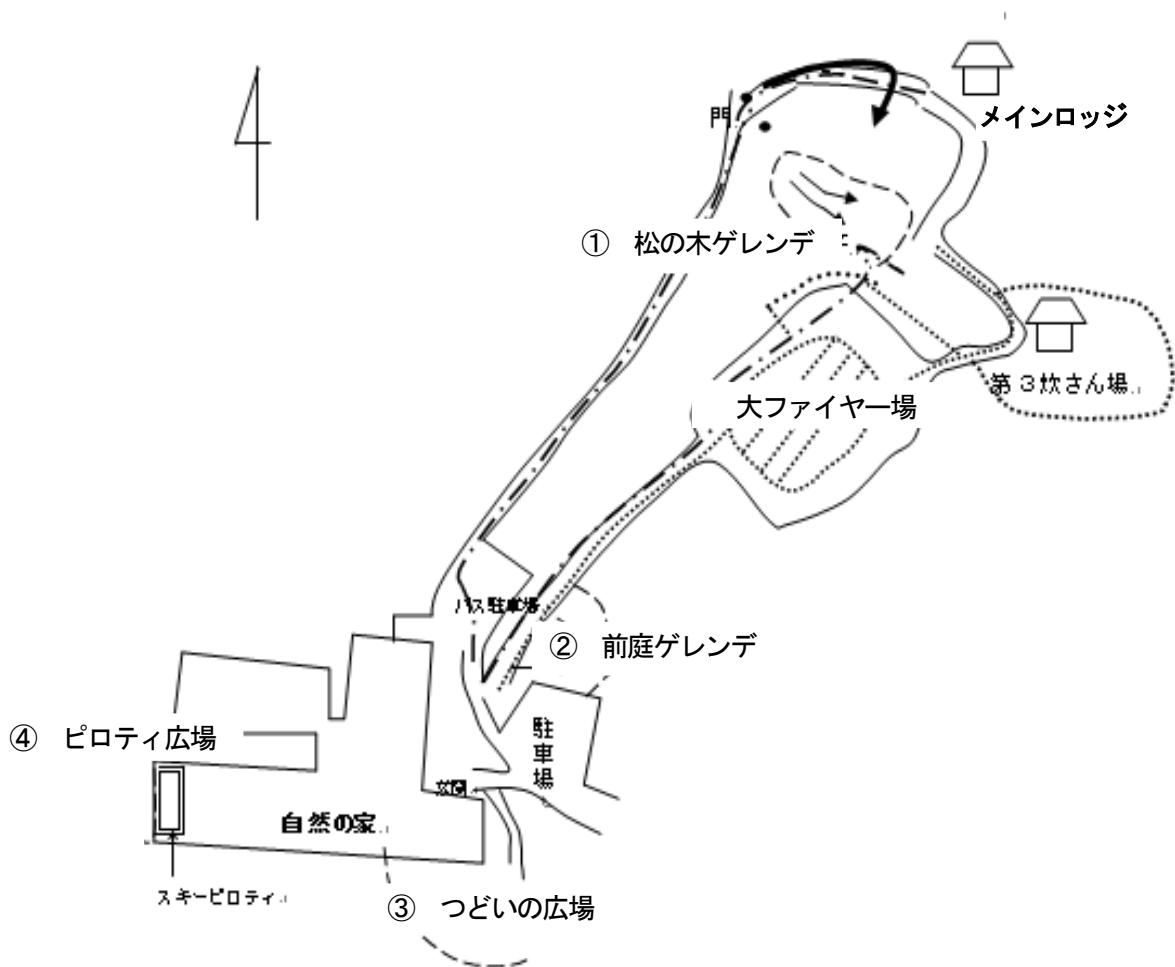 メインロッジ
門
① 松の木ゲレンデ
第3炊さん場
大ファイヤー場
バス駐車場
② 前庭ゲレンデ
駐車場
④ ピロティ広場
自然の家
スキーピロティ
③ つどいの広場